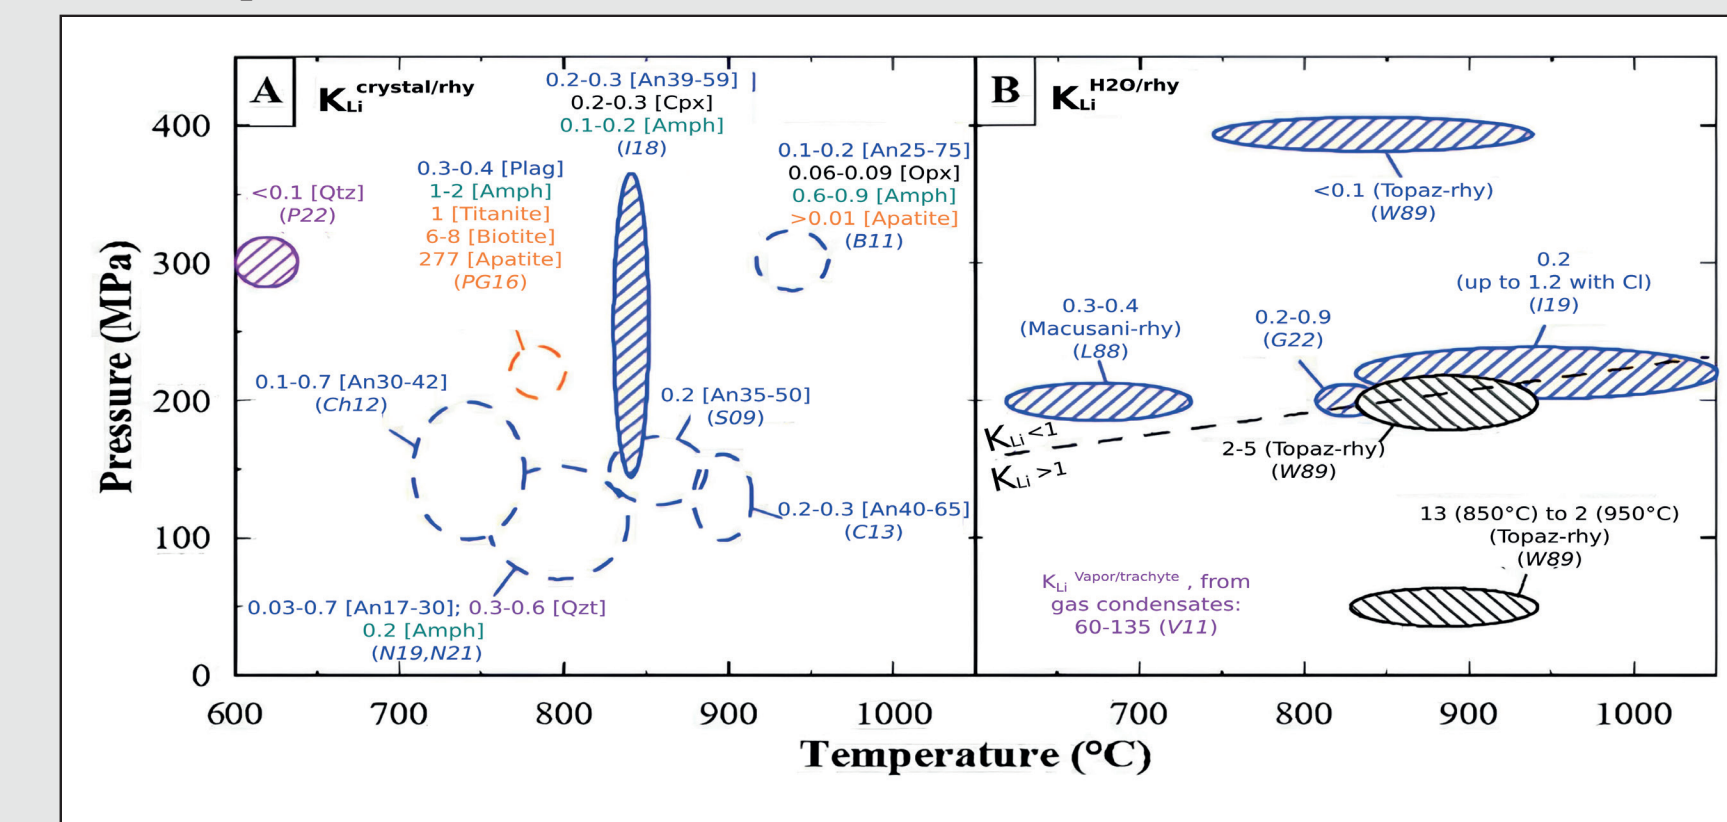 A
K Li crystal/rhy
0.2-0.3 [An39-59]
0.2-0.3 [Cpx]
0.1-0.2 [Amph]
(I18)
0.1-0.2 [An25-75]
0.06-0.09 [Opx]
0.6-0.9 [Amph]
>0.01 [Apatite]
(B11)
0.3-0.4 [Plag]
1-2 [Amph]
1 [Titanite]
6-8 [Biotite]
277 [Apatite]
(PG16)
<0.1 [Qtz]
(P22)
0.1-0.7 [An30-42]
(Ch12)
0.2 [An35-50]
(S09)
0.2-0.3 [An40-65]
(C13)
0.03-0.7 [An17-30]; 0.3-0.6 [Qzt]
0.2 [Amph]
(N19,N21)
B
K Li H2O/rhy
<0.1 (Topaz-rhy)
(W89)
0.2
(up to 1.2 with Cl)
(I19)
0.3-0.4
(Macusani-rhy)
(L88)
0.2-0.9
(G22)
KLi <1
KLi >1
2-5 (Topaz-rhy)
(W89)
13 (850°C) to 2 (950°C)
(Topaz-rhy)
(W89)
KLi Vapor/trachyte , from
gas condensates:
60-135 (V11)
Pressure (MPa)
400
300
200
100
0
600 700 800 900 1000 700 800 900 1000
Temperature (°C)